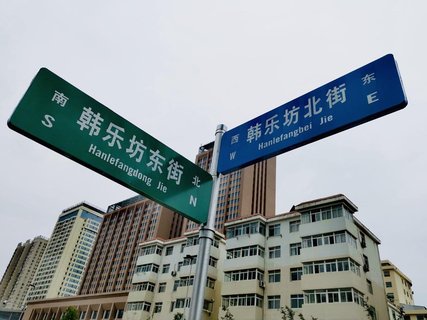 南 韩乐坊东街 北
S Hanlefangdong Jie N
西 韩乐坊北街 东
W Hanlefangbei Jie E